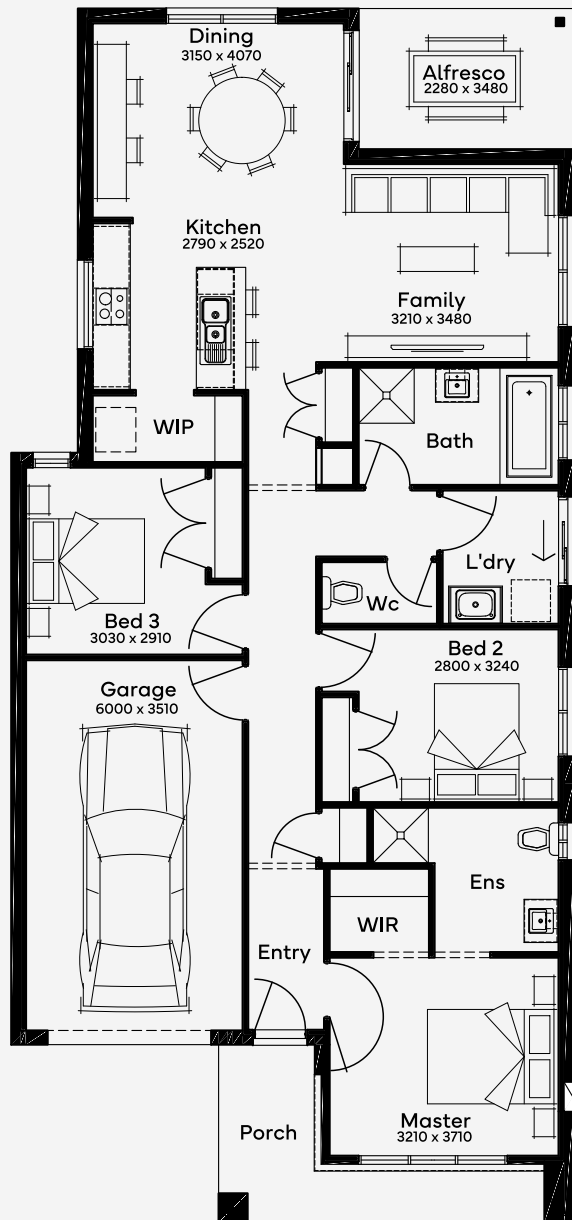 Dining
3150 x 4070
Alfresco
2280 x 3480
Kitchen
2790 x 2520
Family
3210 x 3480
WIP
Bath
L'dry
Wc
Bed 3
3030 x 2910
Bed 2
2800 x 3240
Garage
6000 x 3510
Ens
WIR
Entry
Master
3210 x 3710
Porch